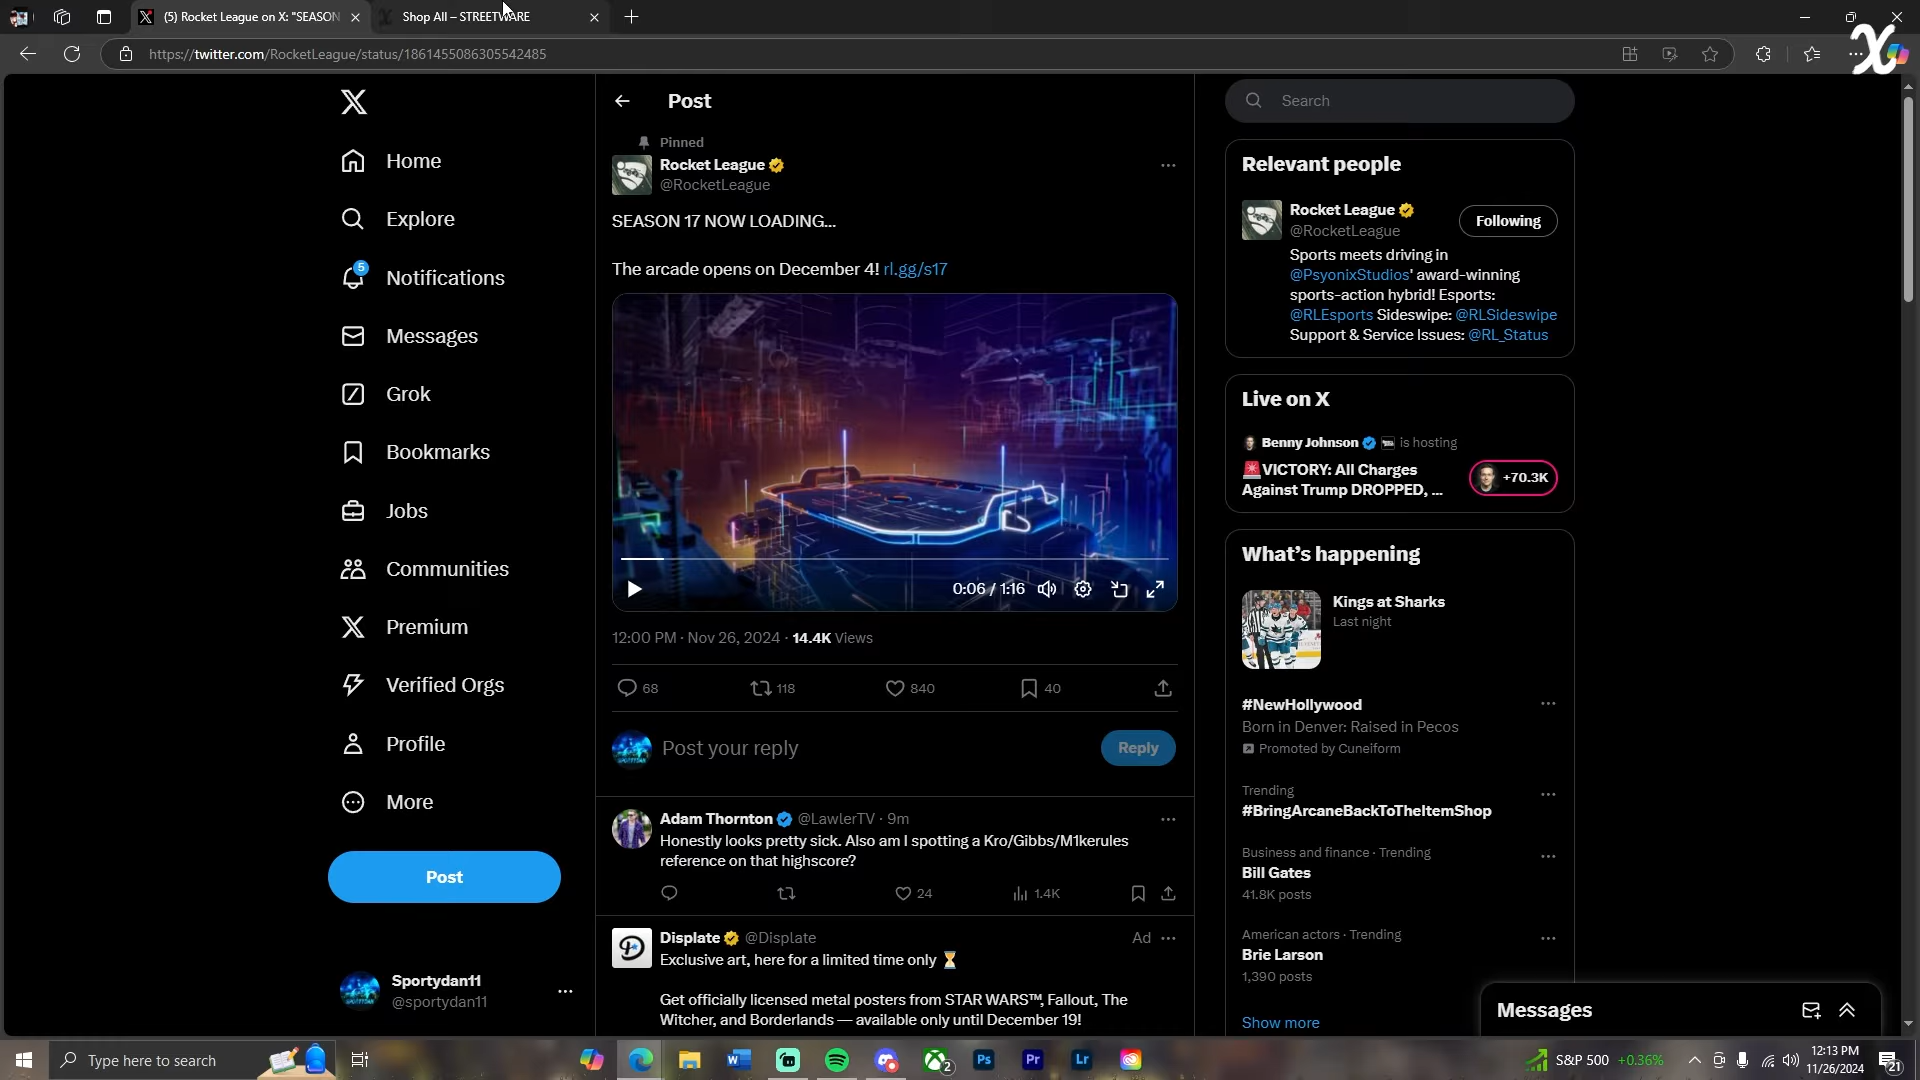 (5) Rocket League on X: "SEASON
Shop All – STREETWARE
https://twitter.com/RocketLeague/status/1861455086305542485
X
Home
Explore
5
Notifications
Messages
Grok
Bookmarks
Jobs
Communities
Premium
Verified Orgs
Profile
More
Post
Sportydan11
@sportydan11
Post
Pinned
Rocket League
@RocketLeague
SEASON 17 NOW LOADING...
The arcade opens on December 4! rl.gg/s17
0:06 / 1:16
12:00 PM · Nov 26, 2024 · 14.4K Views
68
118
840
40
Post your reply
Reply
Adam Thornton @LawlerTV · 9m
Honestly looks pretty sick. Also am I spotting a Kro/Gibbs/M1kerules
reference on that highscore?
24
1.4K
Displate @Displate
Ad
Exclusive art, here for a limited time only
Get officially licensed metal posters from STAR WARS™, Fallout, The
Witcher, and Borderlands — available only until December 19!
Search
Relevant people
Rocket League
@RocketLeague
Following
Sports meets driving in
@PsyonixStudios' award-winning
sports-action hybrid! Esports:
@RLEsports Sideswipe: @RLSideswipe
Support & Service Issues: @RL_Status
Live on X
Benny Johnson is hosting
VICTORY: All Charges
Against Trump DROPPED, ...
+70.3K
What's happening
Kings at Sharks
Last night
#NewHollywood
Born in Denver: Raised in Pecos
Promoted by Cuneiform
Trending
#BringArcaneBackToTheItemShop
Business and finance · Trending
Bill Gates
41.8K posts
American actors · Trending
Brie Larson
1,390 posts
Show more
Messages
Type here to search
2
Ps
Pr
Lr
S&P 500 +0.36%
12:13 PM
11/26/2024
21